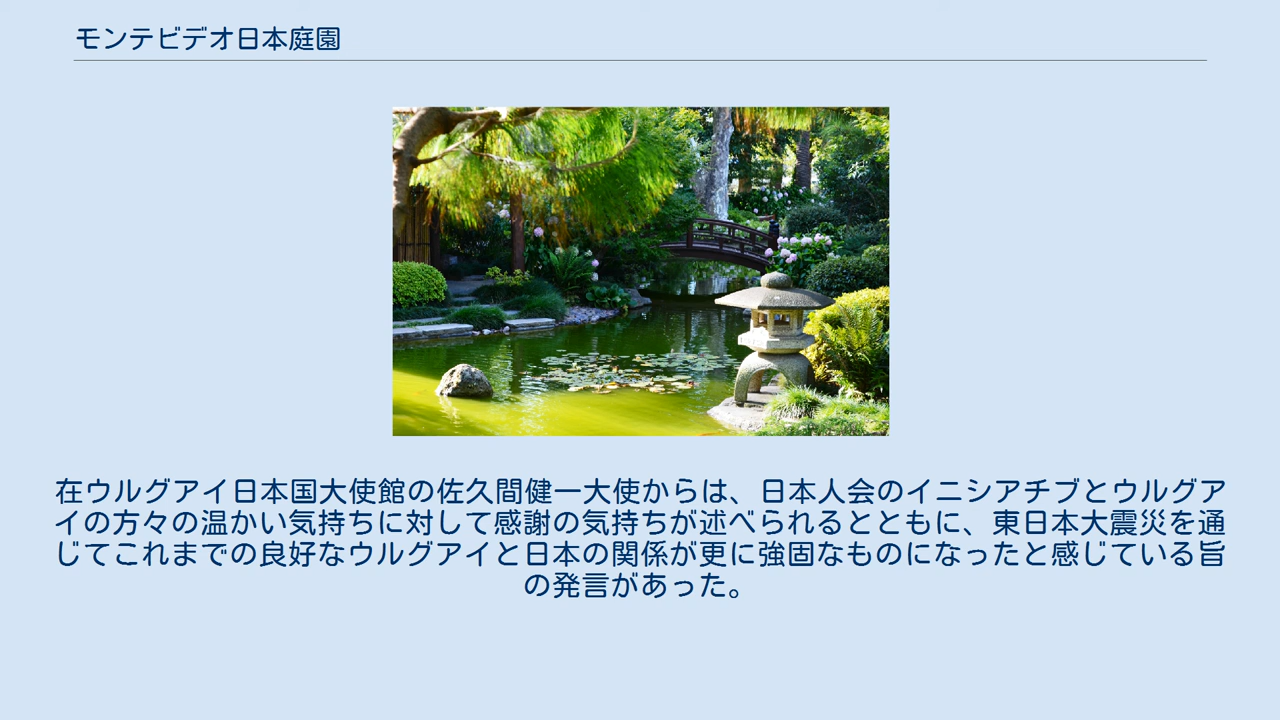 モンテビデオ日本庭園
在ウルグアイ日本国大使館の佐久間健一大使からは、日本人会のイニシアチブとウルグア
イの方々の温かい気持ちに対して感謝の気持ちが述べられるとともに、東日本大震災を通
じてこれまでの良好なウルグアイと日本の関係が更に強固なものになったと感じている旨
の発言があった。